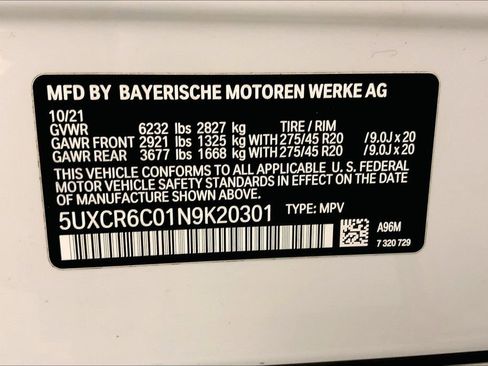 MFD BY BAYERISCHE MOTOREN WERKE AG
10/21
GVWR 6232 lbs 2827 kg TIRE / RIM
GAWR FRONT 2921 lbs 1325 kg WITH 275/45 R20 / 9.0J x 20
GAWR REAR 3677 lbs 1668 kg WITH 275/45 R20 / 9.0J x 20
THIS VEHICLE CONFORMS TO ALL APPLICABLE U. S. FEDERAL
MOTOR VEHICLE SAFETY STANDARDS IN EFFECT ON THE DATE
OF MANUFACTURE SHOWN ABOVE.
5UXCR6C01N9K20301 TYPE: MPV
A96M
7 320 729